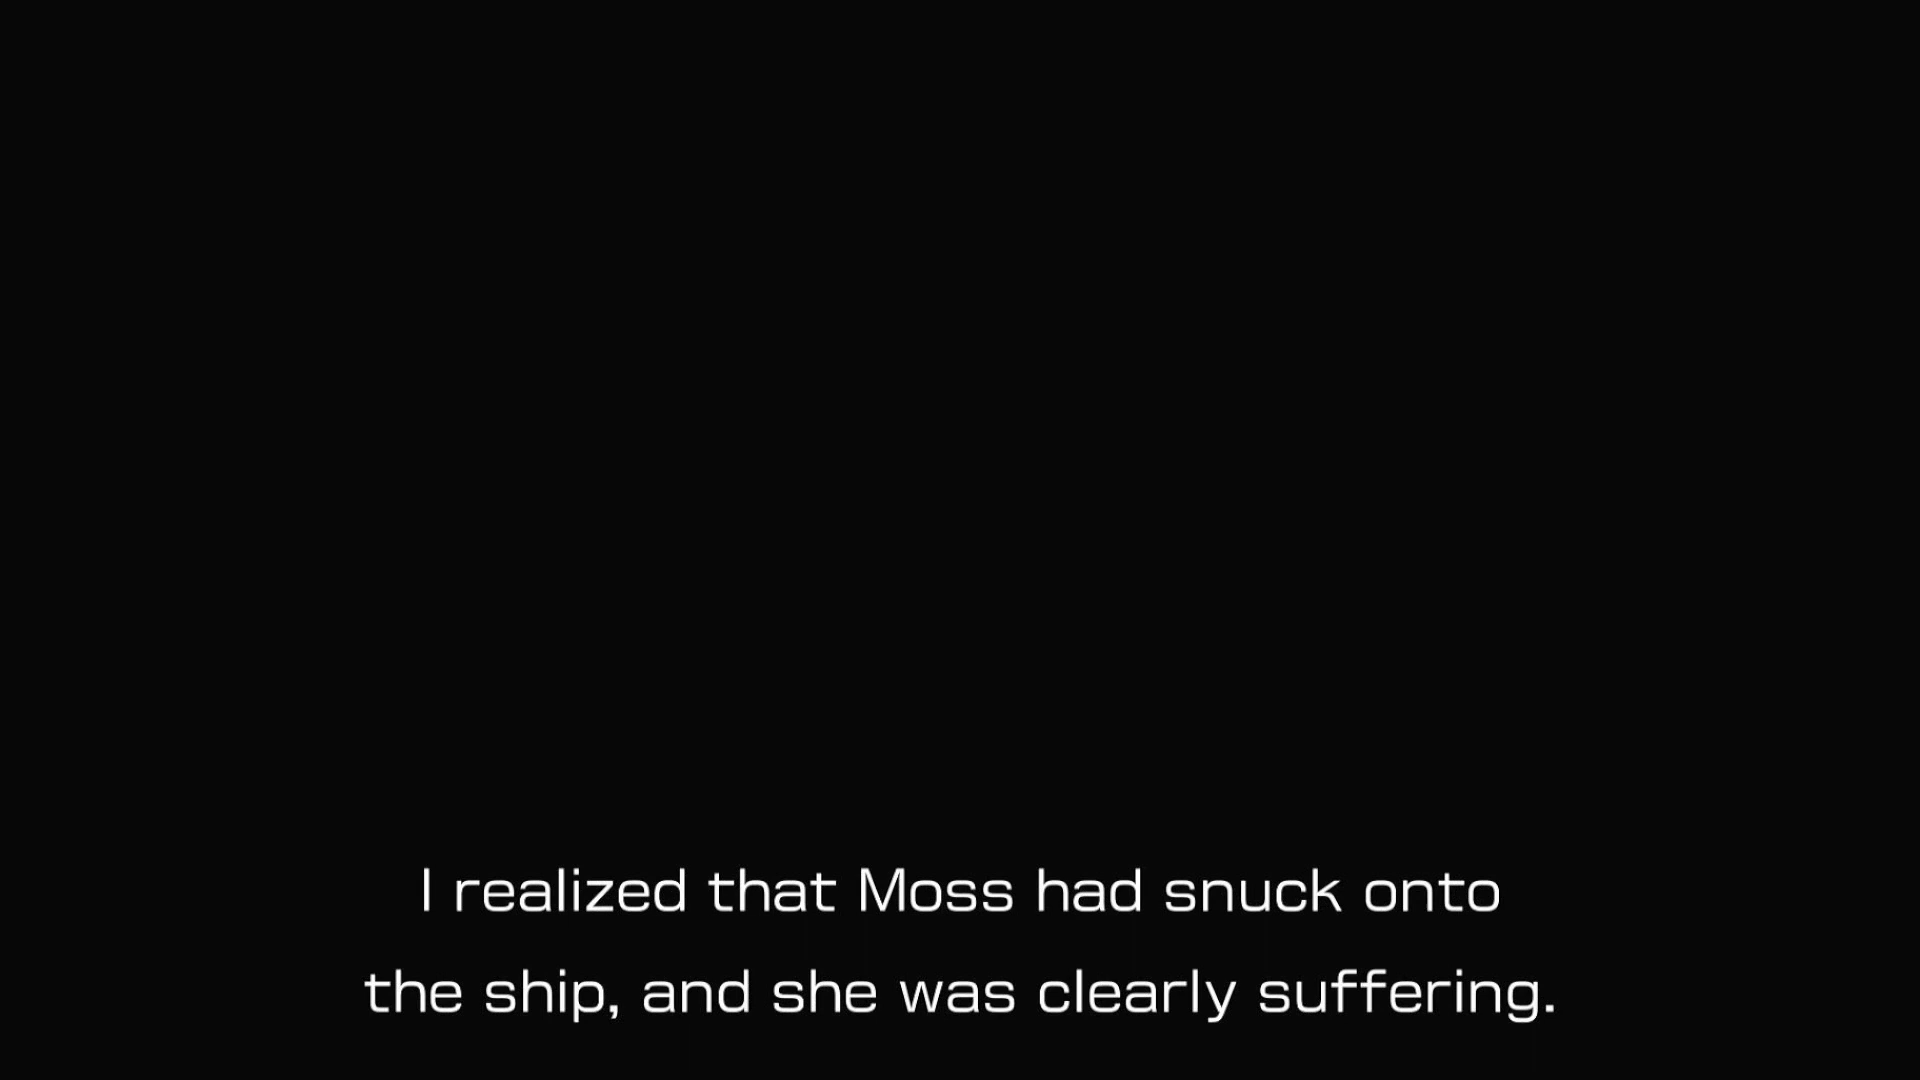 I realized that Moss had snuck onto
the ship, and she was clearly suffering.